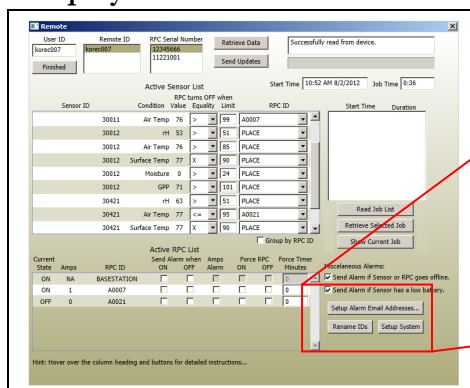 Remote
User ID Remote ID RPC Serial Number
korec007 korec007 12345666
11221001
Retrieve Data
Send Updates
Successfully read from device.
Finished
Start Time 10:52 AM 8/2/2012 Job Time 0:36
Active Sensor List
RPC turns OFF when
Sensor ID Condition Value Equality Limit RPC ID
Start Time Duration
30011 Air Temp 76 > 99 A0007
30012 rH 53 > 51 PLACE
30012 Air Temp 76 > 85 PLACE
30012 Surface Temp 77 X 90 PLACE
30012 Moisture 0 > 24 PLACE
30012 GPP 71 > 101 PLACE
30421 rH 63 > 51 PLACE
30421 Air Temp 77 <= 95 A0021
30421 Surface Temp 77 X 90 PLACE
Read Job List
Retrieve Selected Job
Show Current Job
Group by RPC ID
Active RPC List
Current State Amps RPC ID Send Alarm when ON OFF Amps Alarm Force RPC ON OFF Force Timer Minutes
ON NA BASESTATION 0
ON 1 A0007 0
OFF 0 A0021 0
Miscelaneous Alarms:
Send Alarm if Sensor or RPC goes offline.
Send Alarm if Sensor has a low battery.
Setup Alarm Email Addresses...
Rename IDs Setup System
Hint: Hover over the column heading and buttons for detailed instructions...